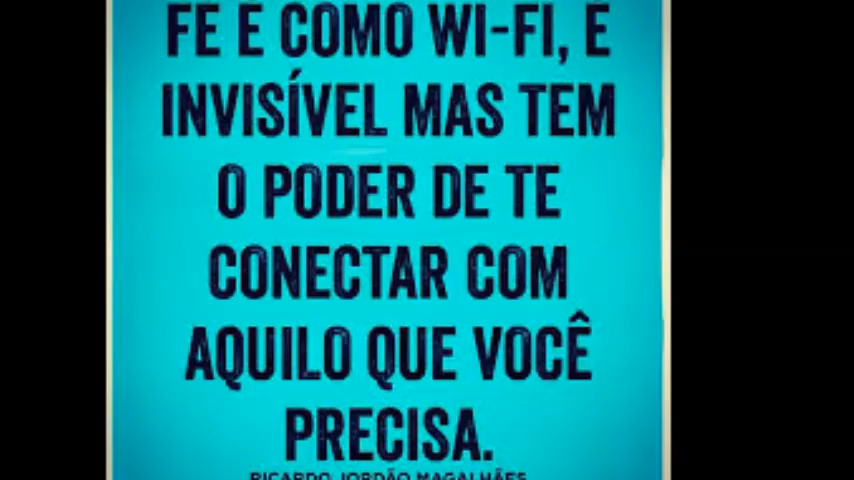 FÉ É COMO WI-FI, É
INVISÍVEL MAS TEM
O PODER DE TE
CONECTAR COM
AQUILO QUE VOCÊ
PRECISA.
RICARDO JORDÃO MAGALHÃES